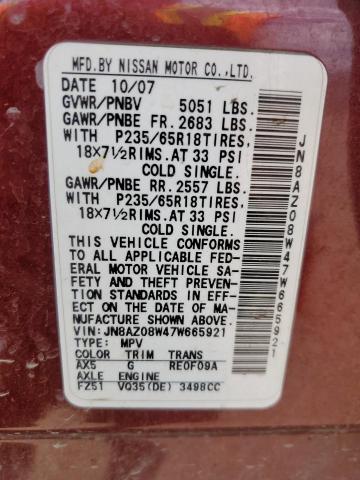 MFD.BY NISSAN MOTOR CO.,LTD.
DATE 10/07
GVWR/PNBV 5051 LBS.
GAWR/PNBE FR. 2683 LBS.
WITH P235/65R18TIRES,
18X7½RIMS.AT 33 PSI
COLD SINGLE.
GAWR/PNBE RR. 2557 LBS.
WITH P235/65R18TIRES,
18X7½RIMS.AT 33 PSI
COLD SINGLE.
THIS VEHICLE CONFORMS
TO ALL APPLICABLE FED-
ERAL MOTOR VEHICLE SA-
FETY AND THEFT PREVEN-
TION STANDARDS IN EFF-
ECT ON THE DATE OF MA-
NUFACTURE SHOWN ABOVE.
VIN:JN8AZ08W47W665921
TYPE: MPV
COLOR TRIM TRANS
AX5 G RE0F09A
AXLE ENGINE
FZ51 VQ35(DE) 3498CC
JN8AZ08W47W665921